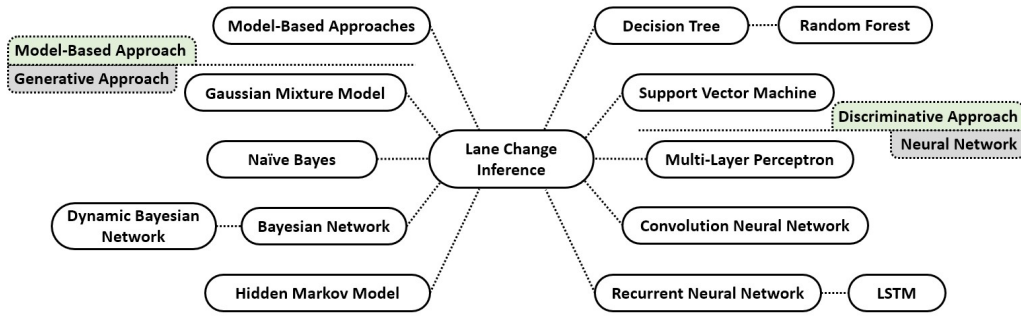 Model-Based Approaches
Decision Tree
Random Forest
Model-Based Approach
Generative Approach
Gaussian Mixture Model
Support Vector Machine
Discriminative Approach
Neural Network
Lane Change
Inference
Naïve Bayes
Multi-Layer Perceptron
Dynamic Bayesian
Network
Bayesian Network
Convolution Neural Network
Hidden Markov Model
Recurrent Neural Network
LSTM